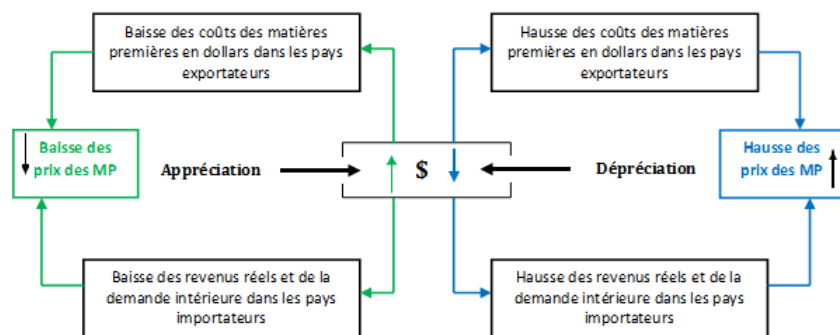 Baisse des coûts des matières
premières en dollars dans les pays
exportateurs
Hausse des coûts des matières
premières en dollars dans les pays
exportateurs
Baisse des
prix des MP
Appréciation
$
Dépréciation
Hausse des
prix des MP
Baisse des revenus réels et de la
demande intérieure dans les pays
importateurs
Hausse des revenus réels et de la
demande intérieure dans les pays
importateurs